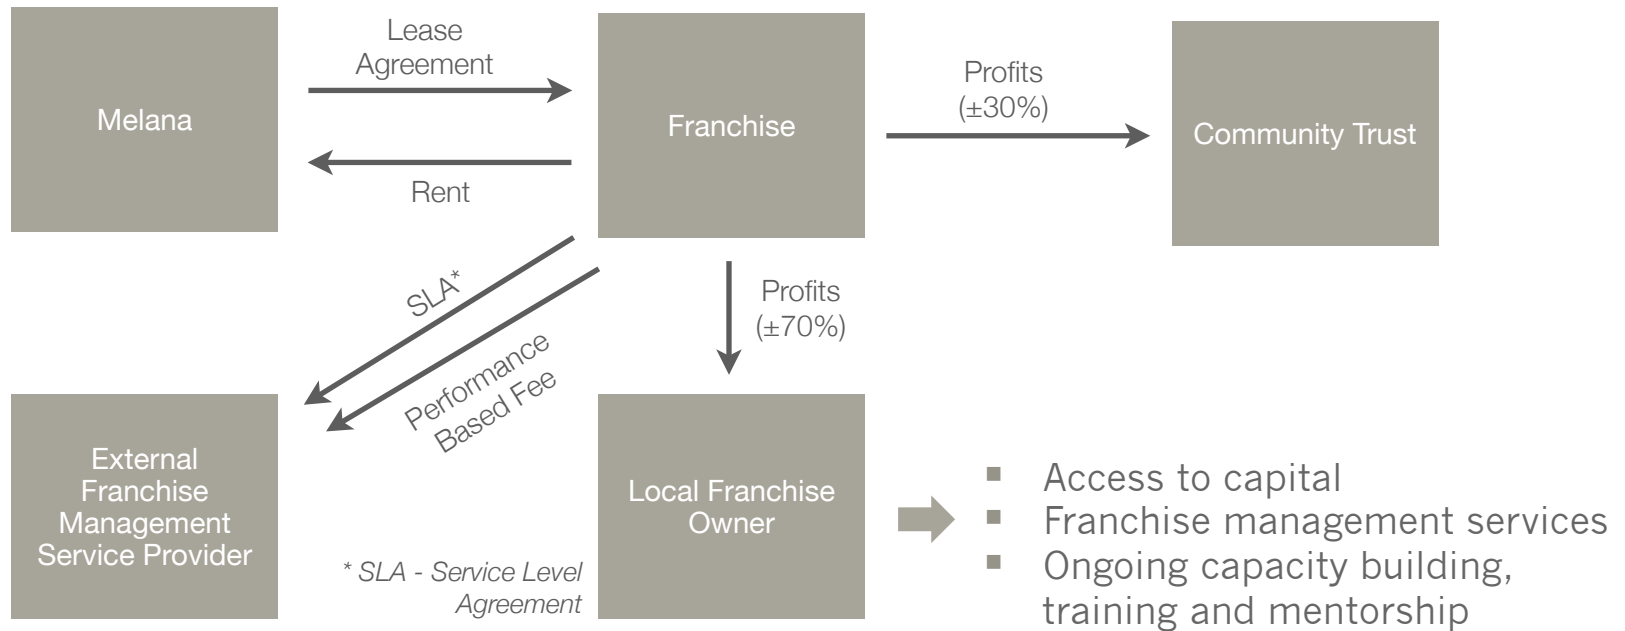 Melana
Lease
Agreement
Rent
Franchise
Profits
(±30%)
Community Trust
SLA*
Performance
Based Fee
Profits
(±70%)
External
Franchise
Management
Service Provider
* SLA - Service Level
Agreement
Local Franchise
Owner
▪ Access to capital
▪ Franchise management services
▪ Ongoing capacity building,
training and mentorship